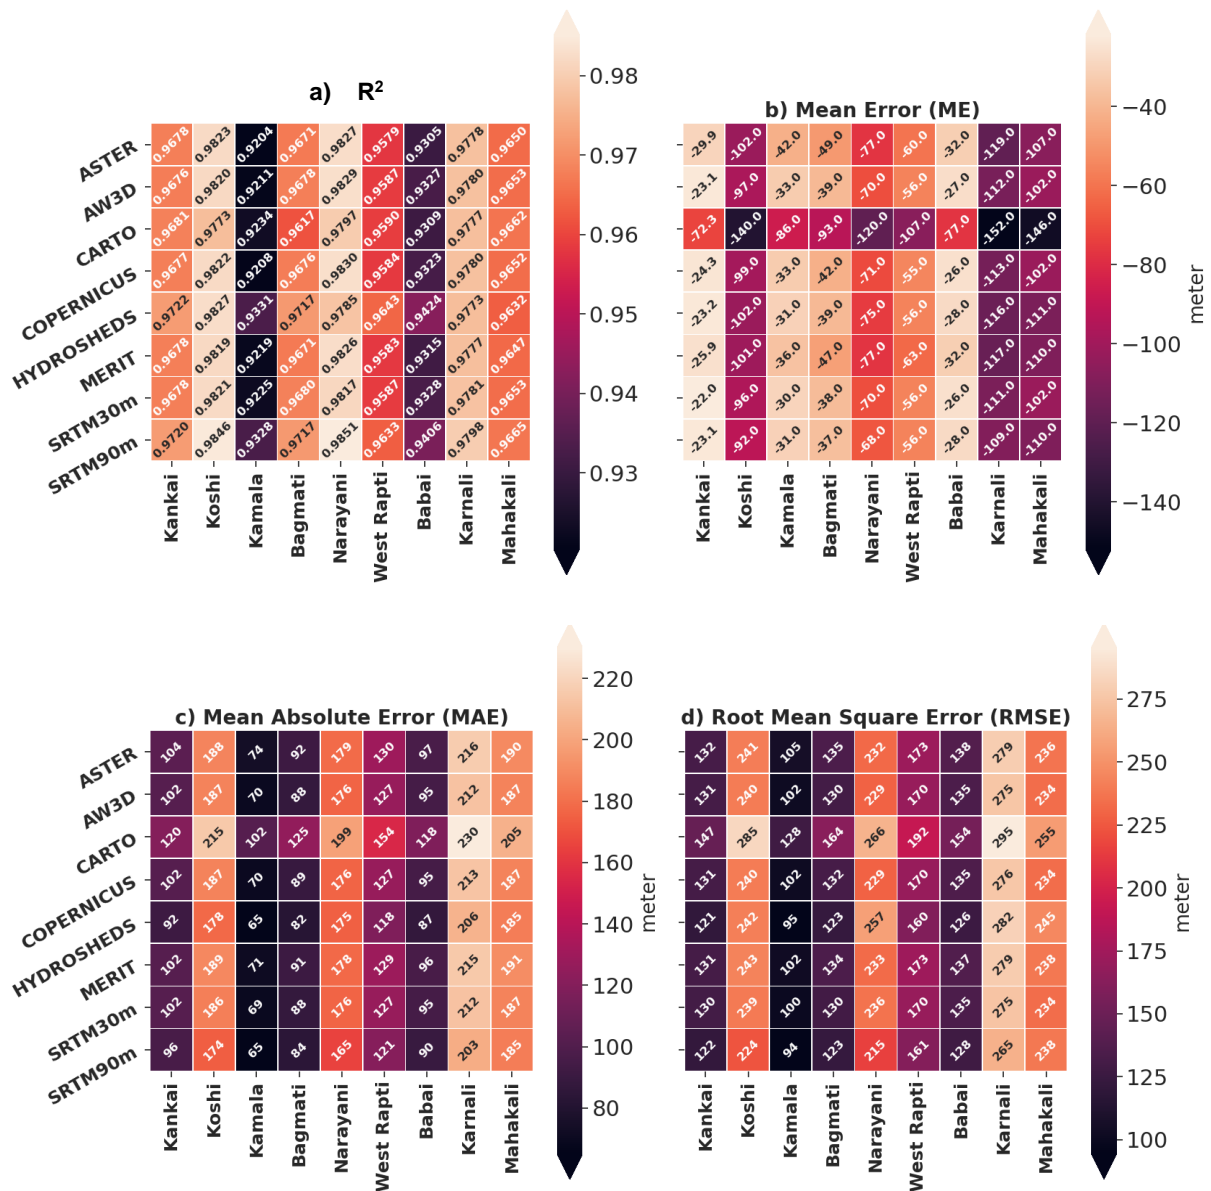 a) R²
ASTER 0.9678 0.9823 0.9204 0.9671 0.9827 0.9579 0.9305 0.9778 0.9650
AW3D 0.9676 0.9820 0.9211 0.9678 0.9829 0.9587 0.9327 0.9780 0.9653
CARTO 0.9681 0.9773 0.9234 0.9617 0.9797 0.9590 0.9309 0.9777 0.9662
COPERNICUS 0.9677 0.9822 0.9208 0.9676 0.9830 0.9584 0.9323 0.9780 0.9652
HYDROSHEDS 0.9722 0.9827 0.9331 0.9717 0.9785 0.9643 0.9424 0.9773 0.9632
MERIT 0.9678 0.9819 0.9219 0.9671 0.9826 0.9583 0.9315 0.9777 0.9647
SRTM30m 0.9678 0.9821 0.9225 0.9680 0.9817 0.9587 0.9328 0.9781 0.9653
SRTM90m 0.9720 0.9846 0.9328 0.9717 0.9851 0.9633 0.9406 0.9798 0.9665
Kankai Koshi Kamala Bagmati Narayani West Rapti Babai Karnali Mahakali
0.98
0.97
0.96
0.95
0.94
0.93
b) Mean Error (ME)
-29.9 -102.0 -42.0 -49.0 -77.0 -60.0 -32.0 -119.0 -107.0
-23.1 -97.0 -33.0 -39.0 -70.0 -56.0 -27.0 -112.0 -102.0
-72.3 -140.0 -86.0 -93.0 -120.0 -107.0 -77.0 -152.0 -146.0
-24.3 -99.0 -33.0 -42.0 -71.0 -55.0 -26.0 -113.0 -102.0
-23.2 -102.0 -31.0 -39.0 -75.0 -56.0 -28.0 -116.0 -111.0
-25.9 -101.0 -36.0 -47.0 -77.0 -63.0 -32.0 -117.0 -110.0
-22.0 -96.0 -30.0 -38.0 -70.0 -56.0 -26.0 -111.0 -102.0
-23.1 -92.0 -31.0 -37.0 -68.0 -56.0 -28.0 -109.0 -110.0
Kankai Koshi Kamala Bagmati Narayani West Rapti Babai Karnali Mahakali
−40
−60
−80
−100
−120
−140
meter
c) Mean Absolute Error (MAE)
ASTER 104 188 74 92 179 130 97 216 190
AW3D 102 187 70 88 176 127 95 212 187
CARTO 120 215 102 125 199 154 118 230 205
COPERNICUS 102 187 70 89 176 127 95 213 187
HYDROSHEDS 92 178 65 82 175 118 87 206 185
MERIT 102 189 71 91 178 129 96 215 191
SRTM30m 102 186 69 88 176 127 95 212 187
SRTM90m 96 174 65 84 165 121 90 203 185
Kankai Koshi Kamala Bagmati Narayani West Rapti Babai Karnali Mahakali
220
200
180
160
140
120
100
80
meter
d) Root Mean Square Error (RMSE)
132 241 105 135 232 173 138 279 236
131 240 102 130 229 170 135 275 234
147 285 128 164 266 192 154 295 255
131 240 102 132 229 170 135 276 234
121 242 95 123 257 160 126 282 245
131 243 102 134 233 173 137 279 238
130 239 100 130 236 170 135 275 234
122 224 94 123 215 161 128 265 238
Kankai Koshi Kamala Bagmati Narayani West Rapti Babai Karnali Mahakali
275
250
225
200
175
150
125
100
meter